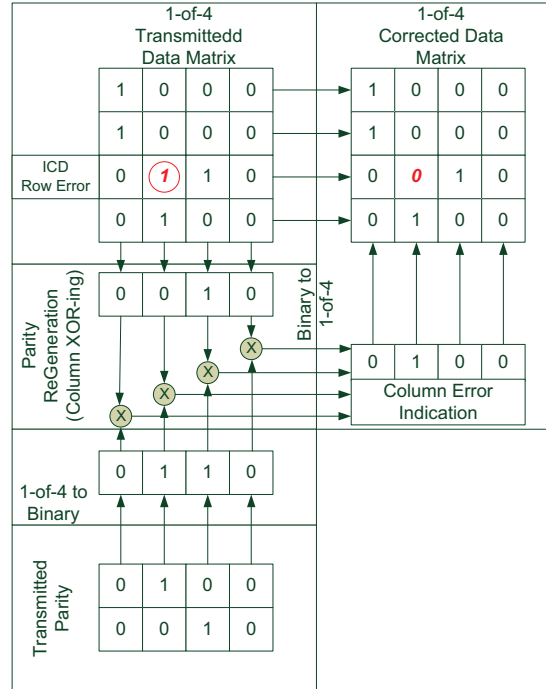 1-of-4
Transmittedd
Data Matrix
1-of-4
Corrected Data
Matrix
1 0 0 0
1 0 0 0
1 0 0 0
1 0 0 0
ICD
Row Error
0 1 1 0
0 0 1 0
0 1 0 0
0 1 0 0
Parity
ReGeneration
(Column XOR-ing)
0 0 1 0
Binary to
1-of-4
X
X
X
X
0 1 0 0
Column Error
Indication
1-of-4 to
Binary
0 1 1 0
Transmitted
Parity
0 1 0 0
0 0 1 0